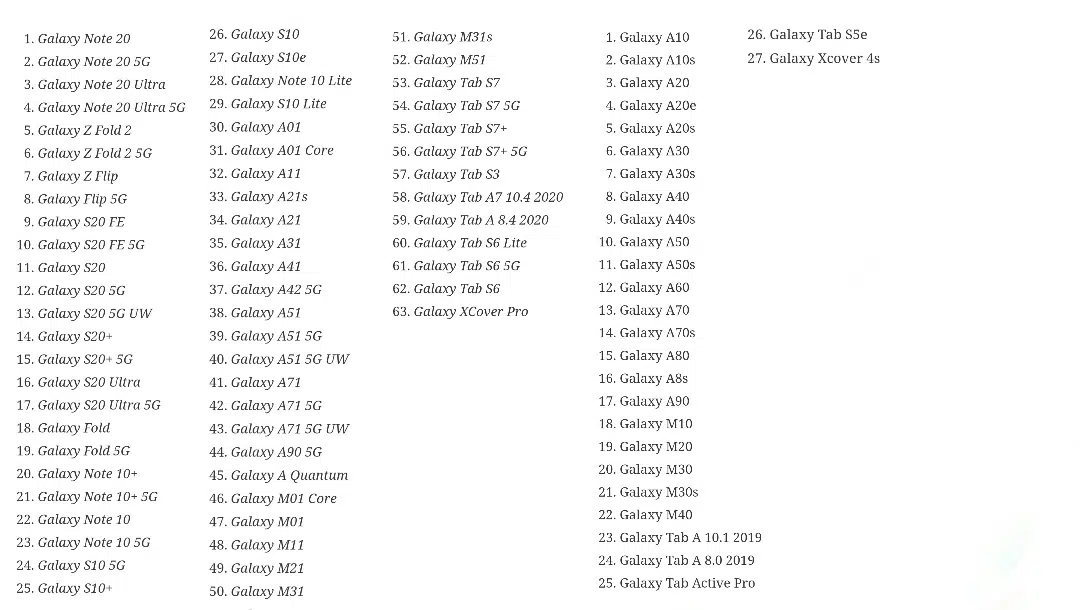 1. Galaxy Note 20
2. Galaxy Note 20 5G
3. Galaxy Note 20 Ultra
4. Galaxy Note 20 Ultra 5G
5. Galaxy Z Fold 2
6. Galaxy Z Fold 2 5G
7. Galaxy Z Flip
8. Galaxy Flip 5G
9. Galaxy S20 FE
10. Galaxy S20 FE 5G
11. Galaxy S20
12. Galaxy S20 5G
13. Galaxy S20 5G UW
14. Galaxy S20+
15. Galaxy S20+ 5G
16. Galaxy S20 Ultra
17. Galaxy S20 Ultra 5G
18. Galaxy Fold
19. Galaxy Fold 5G
20. Galaxy Note 10+
21. Galaxy Note 10+ 5G
22. Galaxy Note 10
23. Galaxy Note 10 5G
24. Galaxy S10 5G
25. Galaxy S10+
26. Galaxy S10
27. Galaxy S10e
28. Galaxy Note 10 Lite
29. Galaxy S10 Lite
30. Galaxy A01
31. Galaxy A01 Core
32. Galaxy A11
33. Galaxy A21s
34. Galaxy A21
35. Galaxy A31
36. Galaxy A41
37. Galaxy A42 5G
38. Galaxy A51
39. Galaxy A51 5G
40. Galaxy A51 5G UW
41. Galaxy A71
42. Galaxy A71 5G
43. Galaxy A71 5G UW
44. Galaxy A90 5G
45. Galaxy A Quantum
46. Galaxy M01 Core
47. Galaxy M01
48. Galaxy M11
49. Galaxy M21
50. Galaxy M31
51. Galaxy M31s
52. Galaxy M51
53. Galaxy Tab S7
54. Galaxy Tab S7 5G
55. Galaxy Tab S7+
56. Galaxy Tab S7+ 5G
57. Galaxy Tab S3
58. Galaxy Tab A7 10.4 2020
59. Galaxy Tab A 8.4 2020
60. Galaxy Tab S6 Lite
61. Galaxy Tab S6 5G
62. Galaxy Tab S6
63. Galaxy XCover Pro
1. Galaxy A10
2. Galaxy A10s
3. Galaxy A20
4. Galaxy A20e
5. Galaxy A20s
6. Galaxy A30
7. Galaxy A30s
8. Galaxy A40
9. Galaxy A40s
10. Galaxy A50
11. Galaxy A50s
12. Galaxy A60
13. Galaxy A70
14. Galaxy A70s
15. Galaxy A80
16. Galaxy A8s
17. Galaxy A90
18. Galaxy M10
19. Galaxy M20
20. Galaxy M30
21. Galaxy M30s
22. Galaxy M40
23. Galaxy Tab A 10.1 2019
24. Galaxy Tab A 8.0 2019
25. Galaxy Tab Active Pro
26. Galaxy Tab S5e
27. Galaxy Xcover 4s